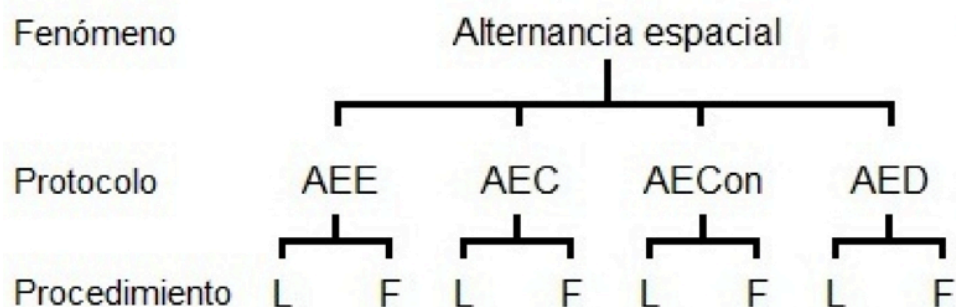 Fenómeno Alternancia espacial
Protocolo AEE AEC AECon AED
Procedimiento L F L F L F L F